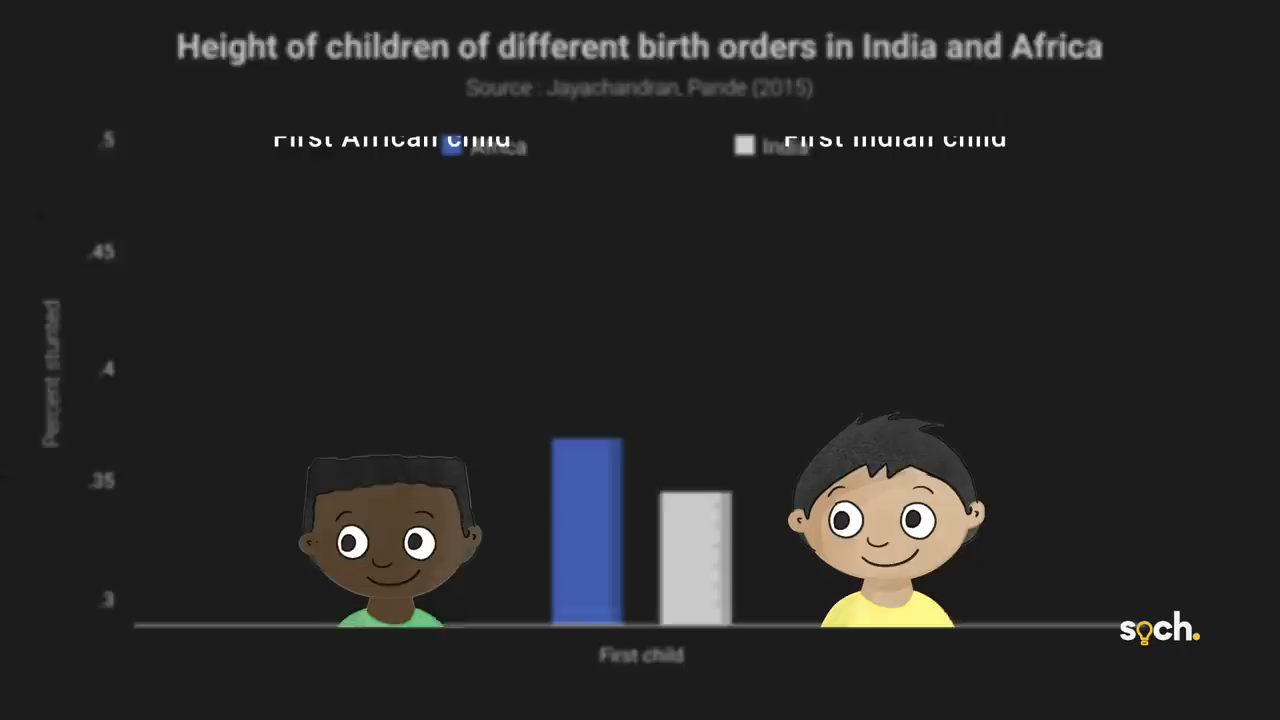 Height of children of different birth orders in India and Africa
Source : Jayachandran, Pande (2015)
First African child
First Indian child
Africa
India
.5
.45
.4
.35
.3
Percent stunted
First child
soch.